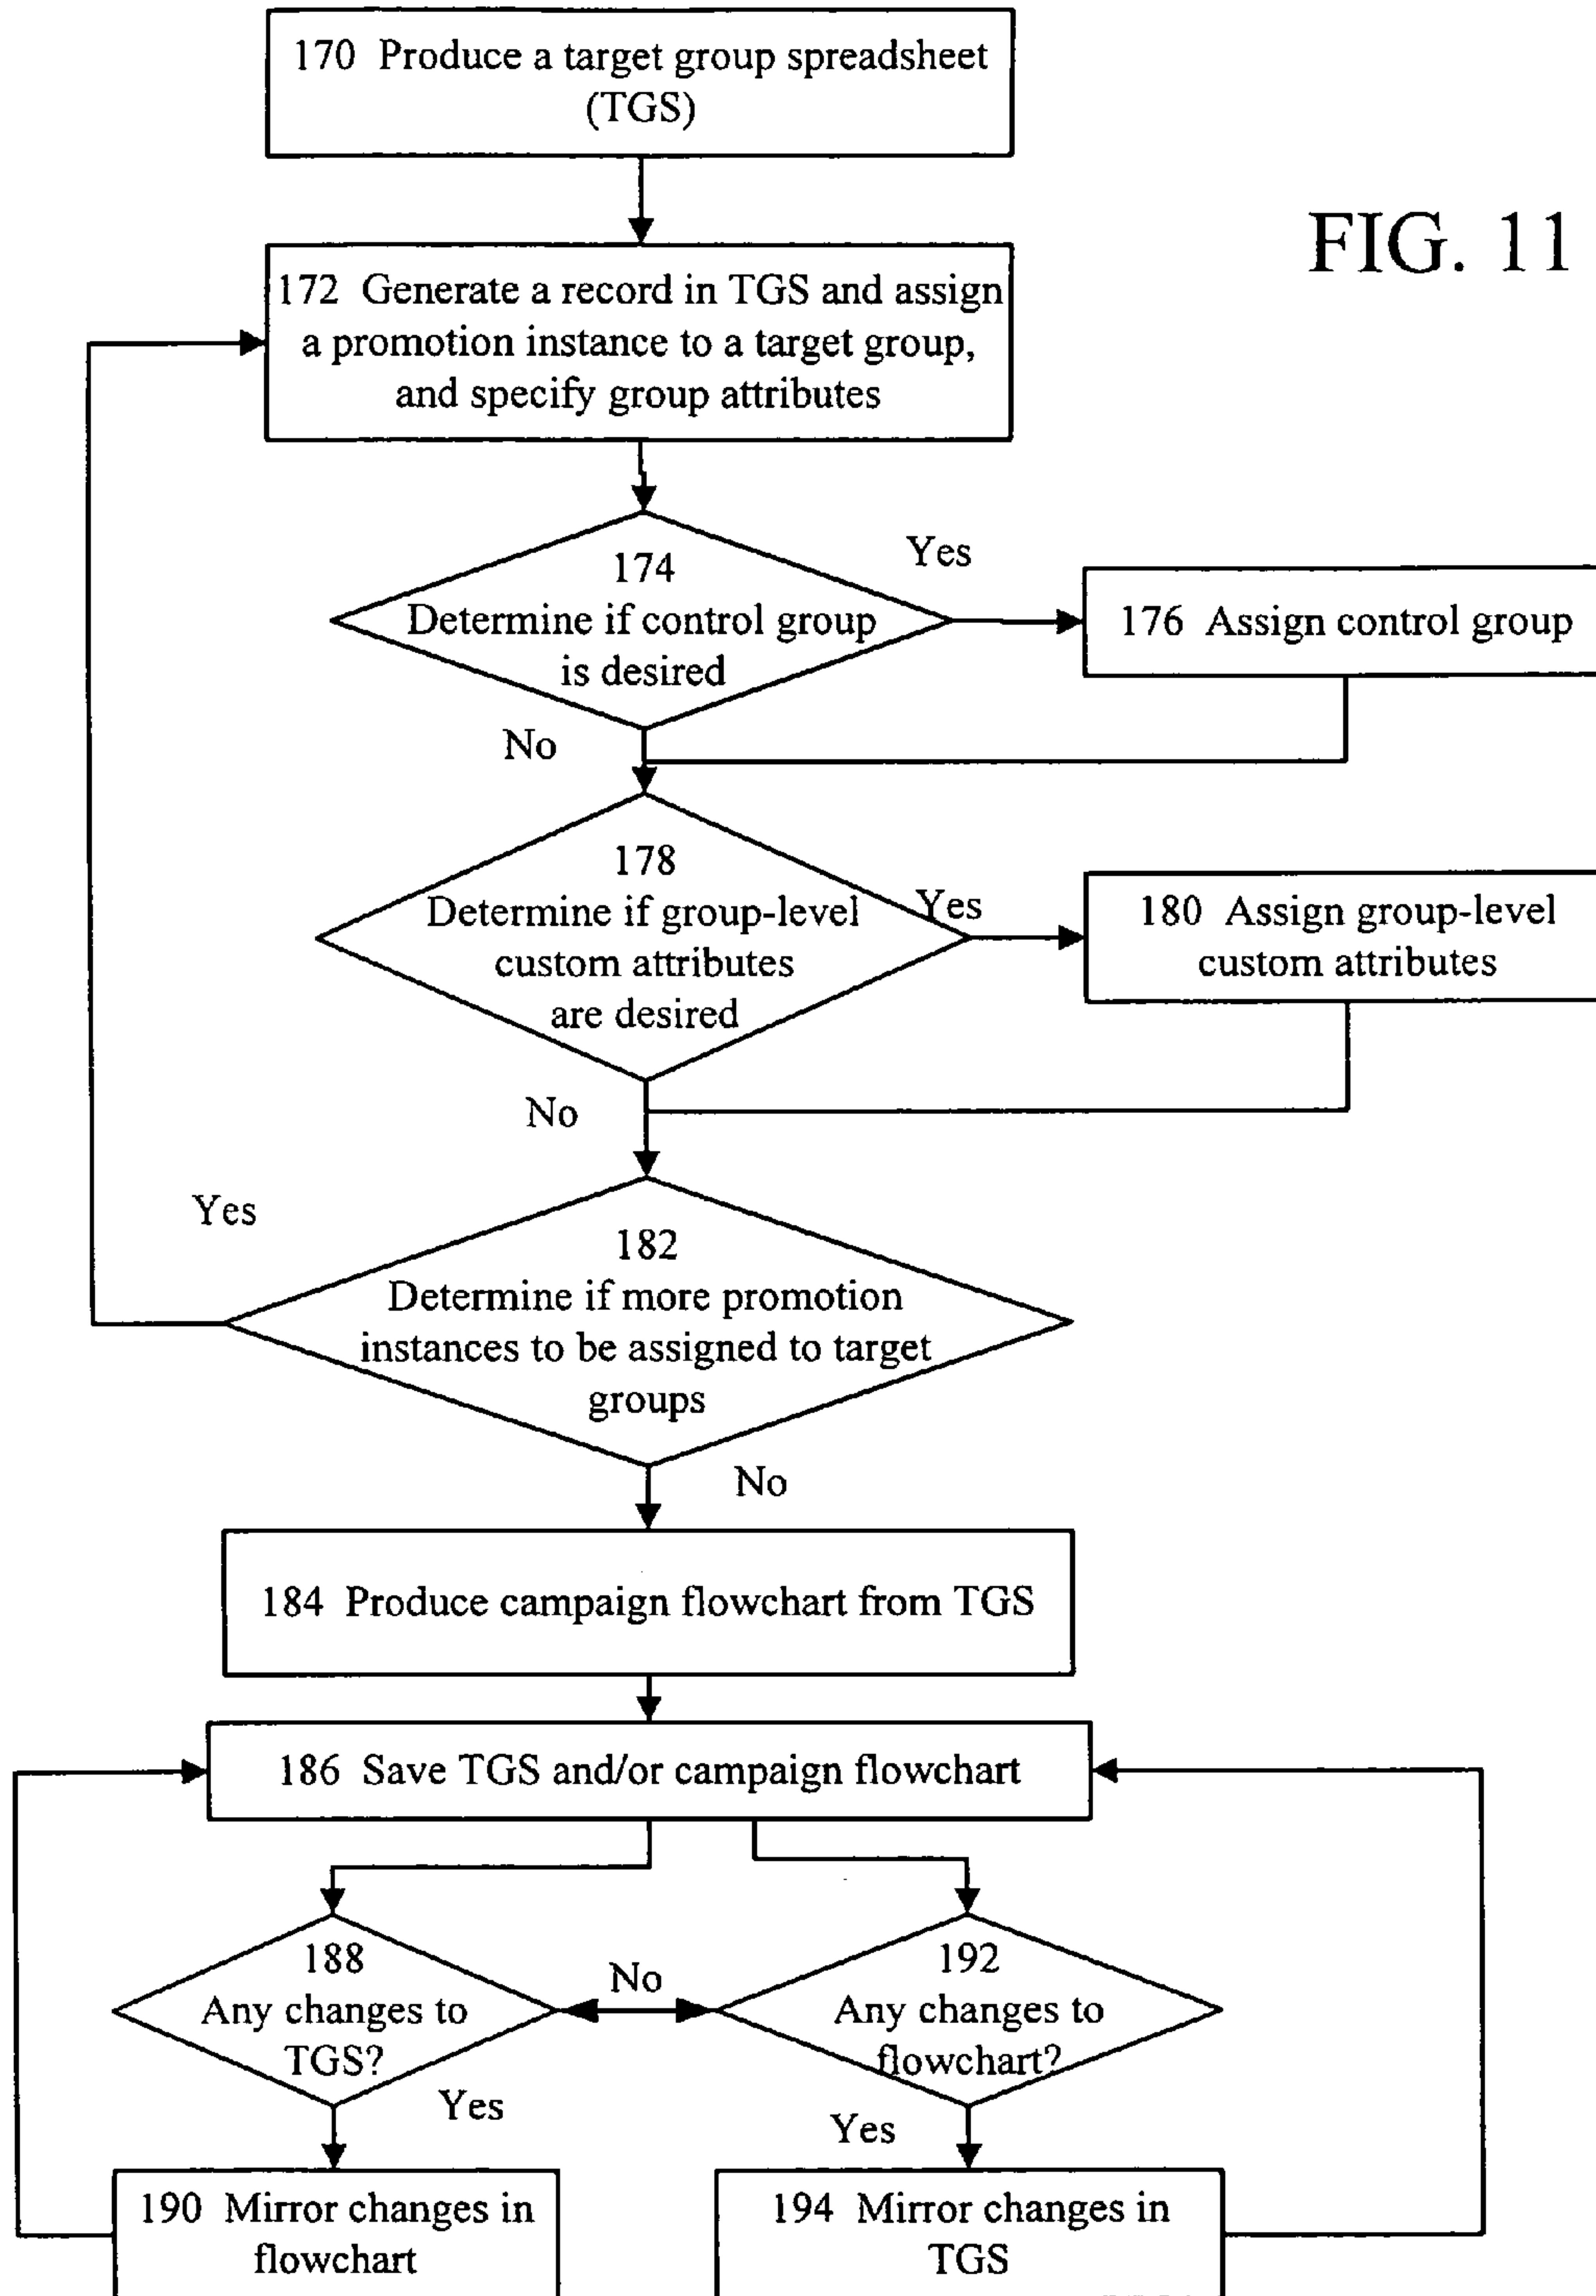 170 Produce a target group spreadsheet
(TGS)
FIG. 11
172 Generate a record in TGS and assign
a promotion instance to a target group,
and specify group attributes
174
Determine if control group
is desired
Yes
176 Assign control group
No
178
Determine if group-level
custom attributes
are desired
Yes
180 Assign group-level
custom attributes
No
Yes
182
Determine if more promotion
instances to be assigned to target
groups
No
184 Produce campaign flowchart from TGS
186 Save TGS and/or campaign flowchart
188
Any changes to
TGS?
No
192
Any changes to
flowchart?
Yes
Yes
190 Mirror changes in
flowchart
194 Mirror changes in
TGS